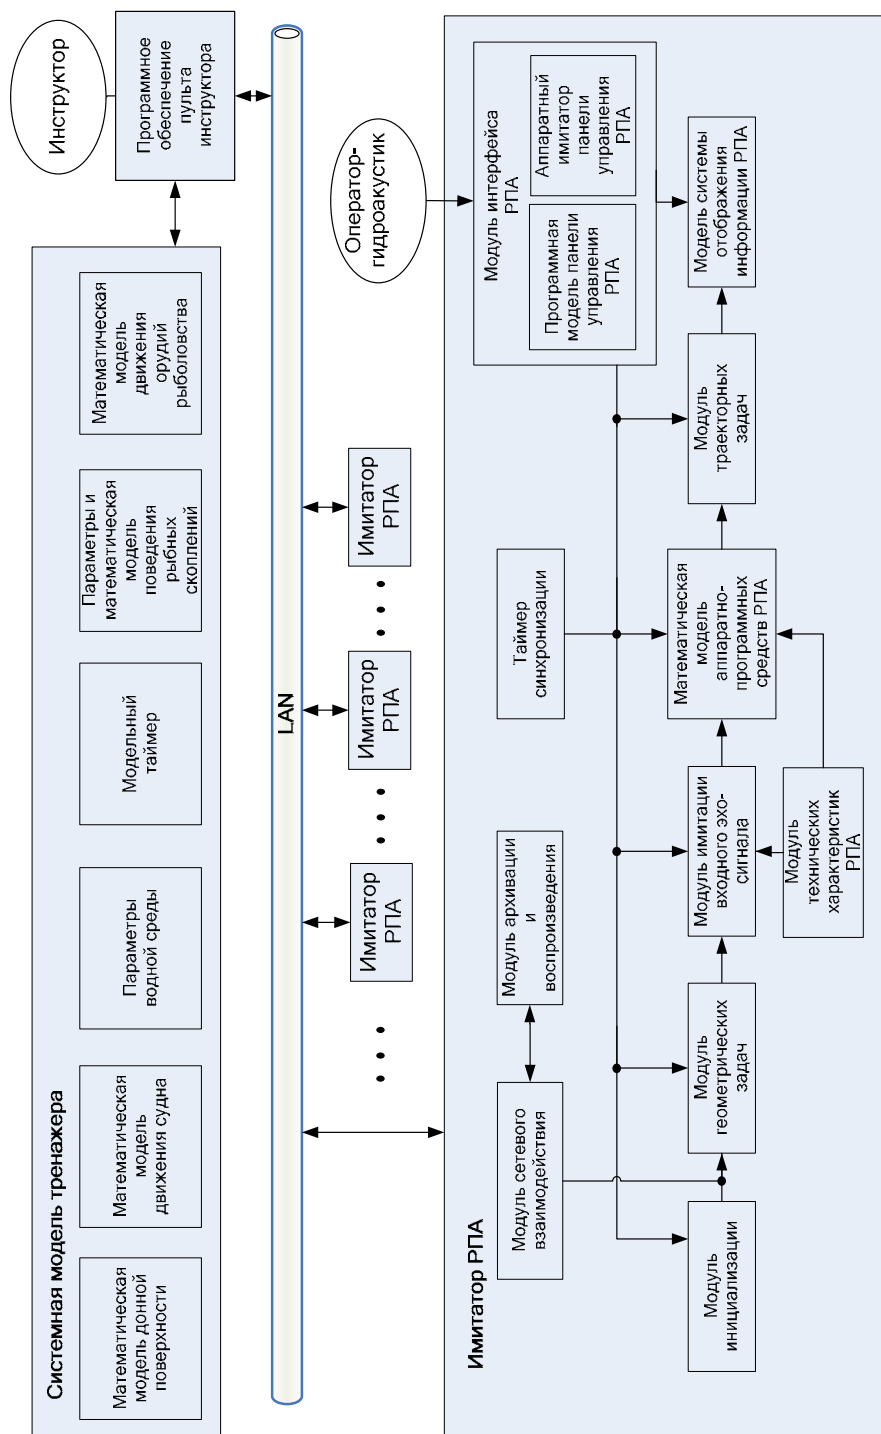 Системная модель тренажера
Математическая
модель донной
поверхности
Математическая
модель
движения судна
Параметры
водной среды
Модельный
таймер
Параметры и
математическая
модель
поведения
рыбных
скоплений
Математическая
модель
движения
орудий
рыболовства
Инструктор
Программное
обеспечение
пульта
инструктора
LAN
• • •
Имитатор
РПА
• • •
Имитатор
РПА
• • •
Имитатор
РПА
Оператор-
гидроакустик
Имитатор РПА
Модуль сетевого
взаимодействия
Модуль архивации
и
воспроизведения
Таймер
синхронизации
Модуль интерфейса
РПА
Программная
модель панели
управления
РПА
Аппаратный
имитатор
панели
управления
РПА
Модуль
инициализации
Модуль
геометрических
задач
Модуль имитации
входного эхо-
сигнала
Математическая
модель
аппаратно-
программных
средств РПА
Модуль
траекторных
задач
Модель системы
отображения
информации РПА
Модуль
технических
характеристик
РПА